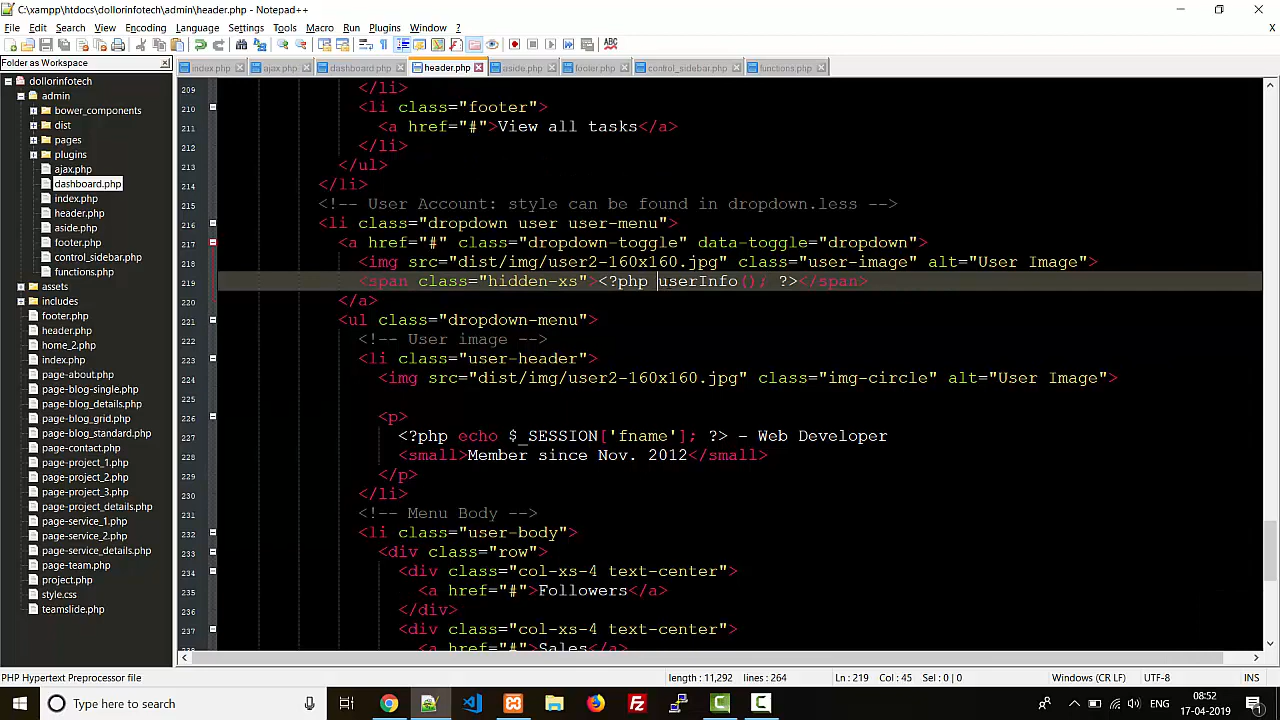 C:\xampp\htdocs\dollorinfotech\admin\header.php - Notepad++
File Edit Search View Encoding Language Settings Tools Macro Run Plugins Window ?
X
Folder as Workspace
index.php ajax.php dashboard.php header.php aside.php footer.php control_sidebar.php functions.php
dollorinfotech
admin
bower_components
dist
pages
plugins
ajax.php
dashboard.php
index.php
header.php
aside.php
footer.php
control_sidebar.php
functions.php
assets
includes
footer.php
header.php
home_2.php
index.php
page-about.php
page-blog-single.php
page-blog_details.php
page-blog_grid.php
page-blog_standard.php
page-contact.php
page-project_1.php
page-project_2.php
page-project_3.php
page-project_details.php
page-service_1.php
page-service_2.php
page-service_details.php
page-team.php
project.php
style.css
teamslide.php
209 </li>
210 <li class="footer">
211 <a href="#">View all tasks</a>
212 </li>
213 </ul>
214 </li>
215 <!-- User Account: style can be found in dropdown.less -->
216 <li class="dropdown user user-menu">
217 <a href="#" class="dropdown-toggle" data-toggle="dropdown">
218 <img src="dist/img/user2-160x160.jpg" class="user-image" alt="User Image">
219 <span class="hidden-xs"><?php userInfo(); ?></span>
220 </a>
221 <ul class="dropdown-menu">
222 <!-- User image -->
223 <li class="user-header">
224 <img src="dist/img/user2-160x160.jpg" class="img-circle" alt="User Image">
225
226 <p>
227 <?php echo $_SESSION['fname']; ?> - Web Developer
228 <small>Member since Nov. 2012</small>
229 </p>
230 </li>
231 <!-- Menu Body -->
232 <li class="user-body">
233 <div class="row">
234 <div class="col-xs-4 text-center">
235 <a href="#">Followers</a>
236 </div>
237 <div class="col-xs-4 text-center">
<a href="#">Sales</a>
PHP Hypertext Preprocessor file length : 11,292 lines : 264 Ln : 219 Col : 45 Sel : 0 | 0 Windows (CR LF) UTF-8 INS
Type here to search
ENG
08:52
17-04-2019